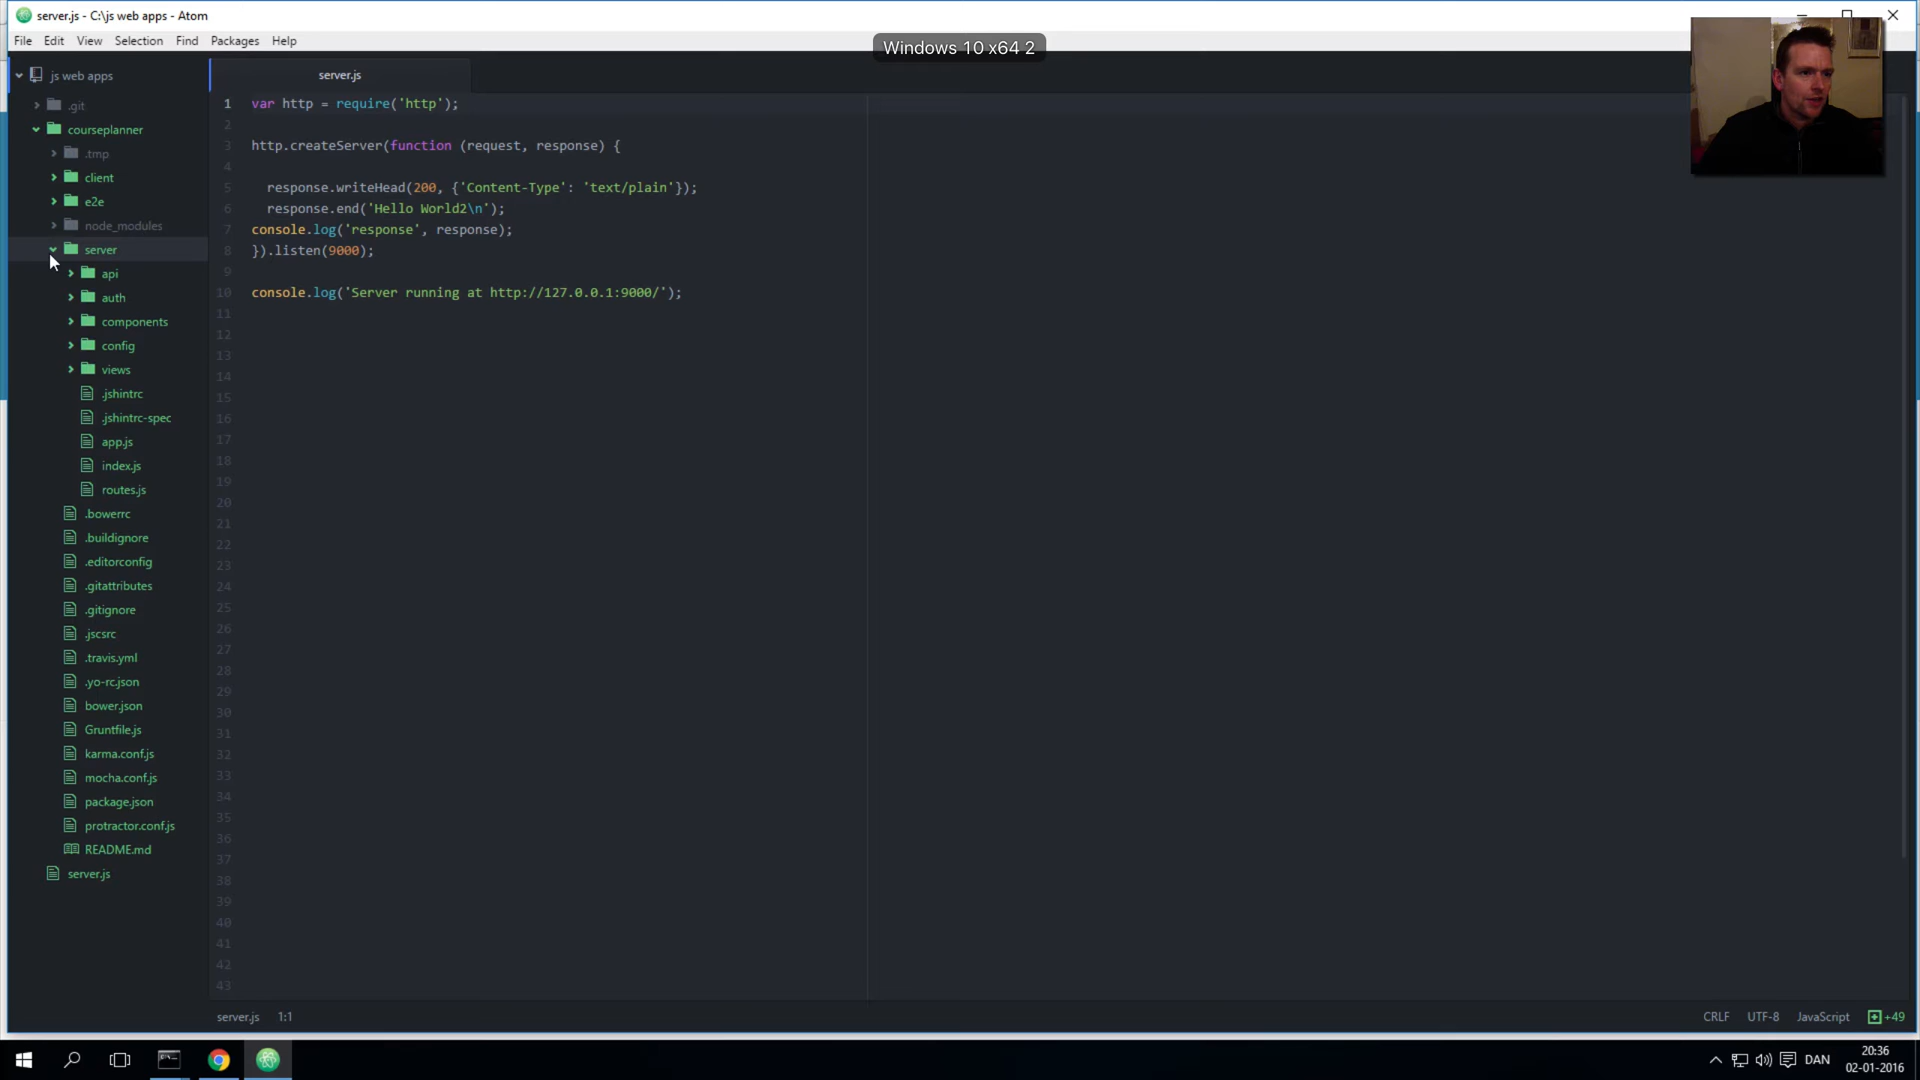 server.js - C:\js web apps - Atom
File Edit View Selection Find Packages Help
Windows 10 x64 2
js web apps
.git
courseplanner
.tmp
client
e2e
node_modules
server
api
auth
components
config
views
.jshintrc
.jshintrc-spec
app.js
index.js
routes.js
.bowerrc
.buildignore
.editorconfig
.gitattributes
.gitignore
.jscsrc
.travis.yml
.yo-rc.json
bower.json
Gruntfile.js
karma.conf.js
mocha.conf.js
package.json
protractor.conf.js
README.md
server.js
server.js
1 var http = require('http');
2
3 http.createServer(function (request, response) {
4
5 response.writeHead(200, {'Content-Type': 'text/plain'});
6 response.end('Hello World2\n');
7 console.log('response', response);
8 }).listen(9000);
9
10 console.log('Server running at http://127.0.0.1:9000/');
11
12
13
14
15
16
17
18
19
20
21
22
23
24
25
26
27
28
29
30
31
32
33
34
35
36
37
38
39
40
41
42
43
server.js 1:1 CRLF UTF-8 JavaScript +49
DAN
20:36
02-01-2016